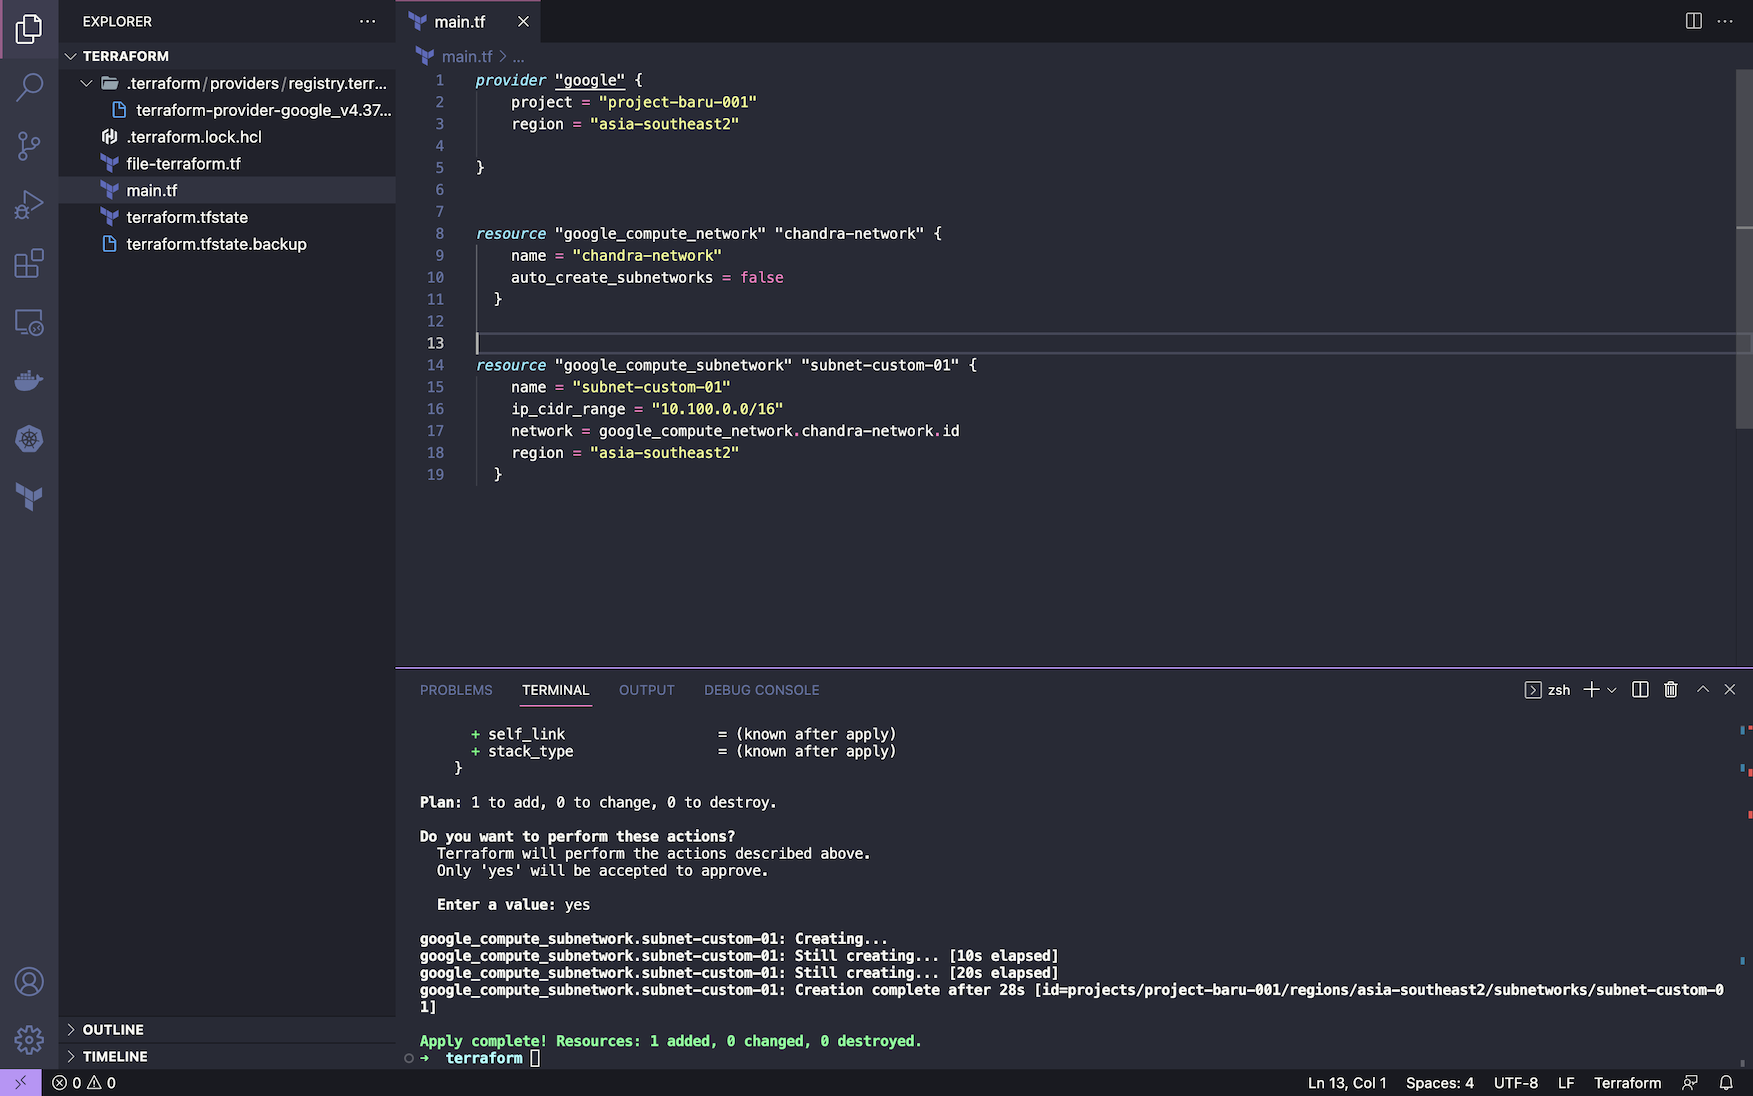 EXPLORER
TERRAFORM
.terraform/providers/registry.terr...
terraform-provider-google_v4.37...
.terraform.lock.hcl
file-terraform.tf
main.tf
terraform.tfstate
terraform.tfstate.backup
OUTLINE
TIMELINE
main.tf
main.tf > ...
1 provider "google" {
2     project = "project-baru-001"
3     region = "asia-southeast2"
4
5 }
6
7
8 resource "google_compute_network" "chandra-network" {
9     name = "chandra-network"
10     auto_create_subnetworks = false
11   }
12
13
14 resource "google_compute_subnetwork" "subnet-custom-01" {
15     name = "subnet-custom-01"
16     ip_cidr_range = "10.100.0.0/16"
17     network = google_compute_network.chandra-network.id
18     region = "asia-southeast2"
19   }
PROBLEMS TERMINAL OUTPUT DEBUG CONSOLE
zsh
+ self_link = (known after apply)
+ stack_type = (known after apply)
}
Plan: 1 to add, 0 to change, 0 to destroy.
Do you want to perform these actions?
Terraform will perform the actions described above.
Only 'yes' will be accepted to approve.
Enter a value: yes
google_compute_subnetwork.subnet-custom-01: Creating...
google_compute_subnetwork.subnet-custom-01: Still creating... [10s elapsed]
google_compute_subnetwork.subnet-custom-01: Still creating... [20s elapsed]
google_compute_subnetwork.subnet-custom-01: Creation complete after 28s [id=projects/project-baru-001/regions/asia-southeast2/subnetworks/subnet-custom-0
1]
Apply complete! Resources: 1 added, 0 changed, 0 destroyed.
➜ terraform
0 0
Ln 13, Col 1 Spaces: 4 UTF-8 LF Terraform